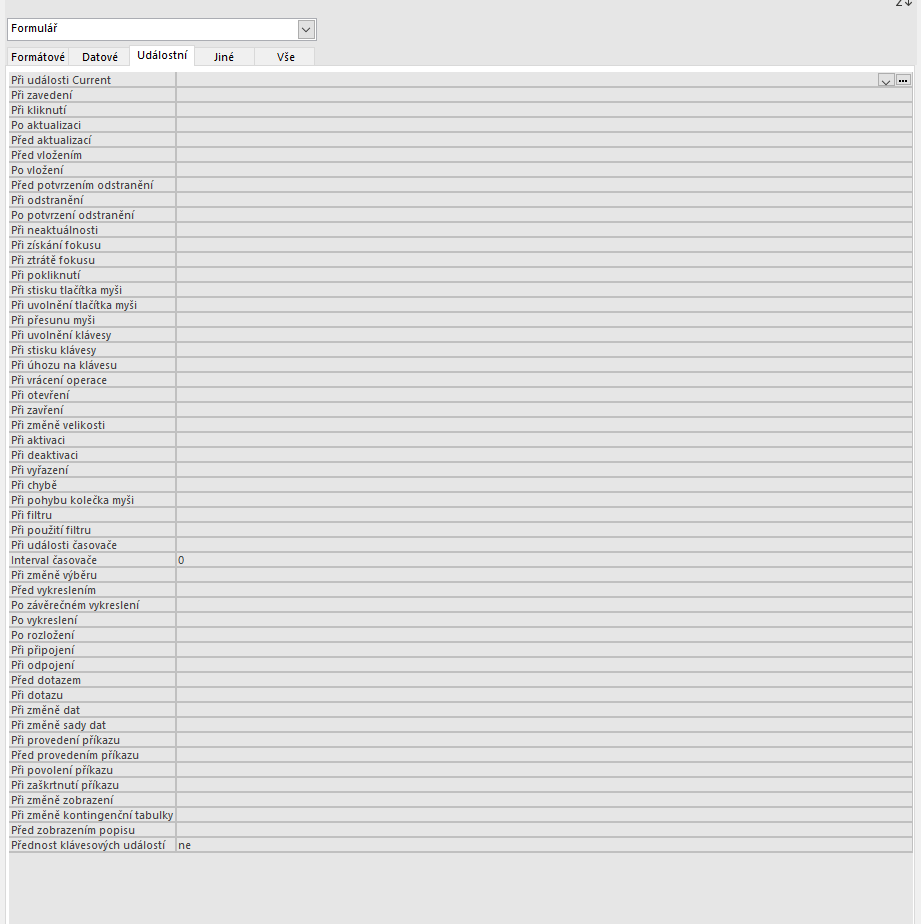 Z↓
Formulář
Formátové Datové Událostní Jiné Vše
Při události Current
Při zavedení
Při kliknutí
Po aktualizaci
Před aktualizací
Před vložením
Po vložení
Před potvrzením odstranění
Při odstranění
Po potvrzení odstranění
Při neaktuálnosti
Při získání fokusu
Při ztrátě fokusu
Při pokliknutí
Při stisku tlačítka myši
Při uvolnění tlačítka myši
Při přesunu myši
Při uvolnění klávesy
Při stisku klávesy
Při úhozu na klávesu
Při vrácení operace
Při otevření
Při zavření
Při změně velikosti
Při aktivaci
Při deaktivaci
Při vyřazení
Při chybě
Při pohybu kolečka myši
Při filtru
Při použití filtru
Při události časovače
Interval časovače 0
Při změně výběru
Před vykreslením
Po závěrečném vykreslení
Po vykreslení
Po rozložení
Při připojení
Při odpojení
Před dotazem
Při dotazu
Při změně dat
Při změně sady dat
Při provedení příkazu
Před provedením příkazu
Při povolení příkazu
Při zaškrtnutí příkazu
Při změně zobrazení
Při změně kontingenční tabulky
Před zobrazením popisu
Přednost klávesových událostí ne